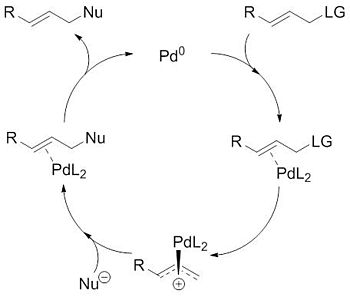 R Nu
R LG
Pd⁰
R Nu
PdL₂
R LG
PdL₂
PdL₂
R
⊕
Nu⊖